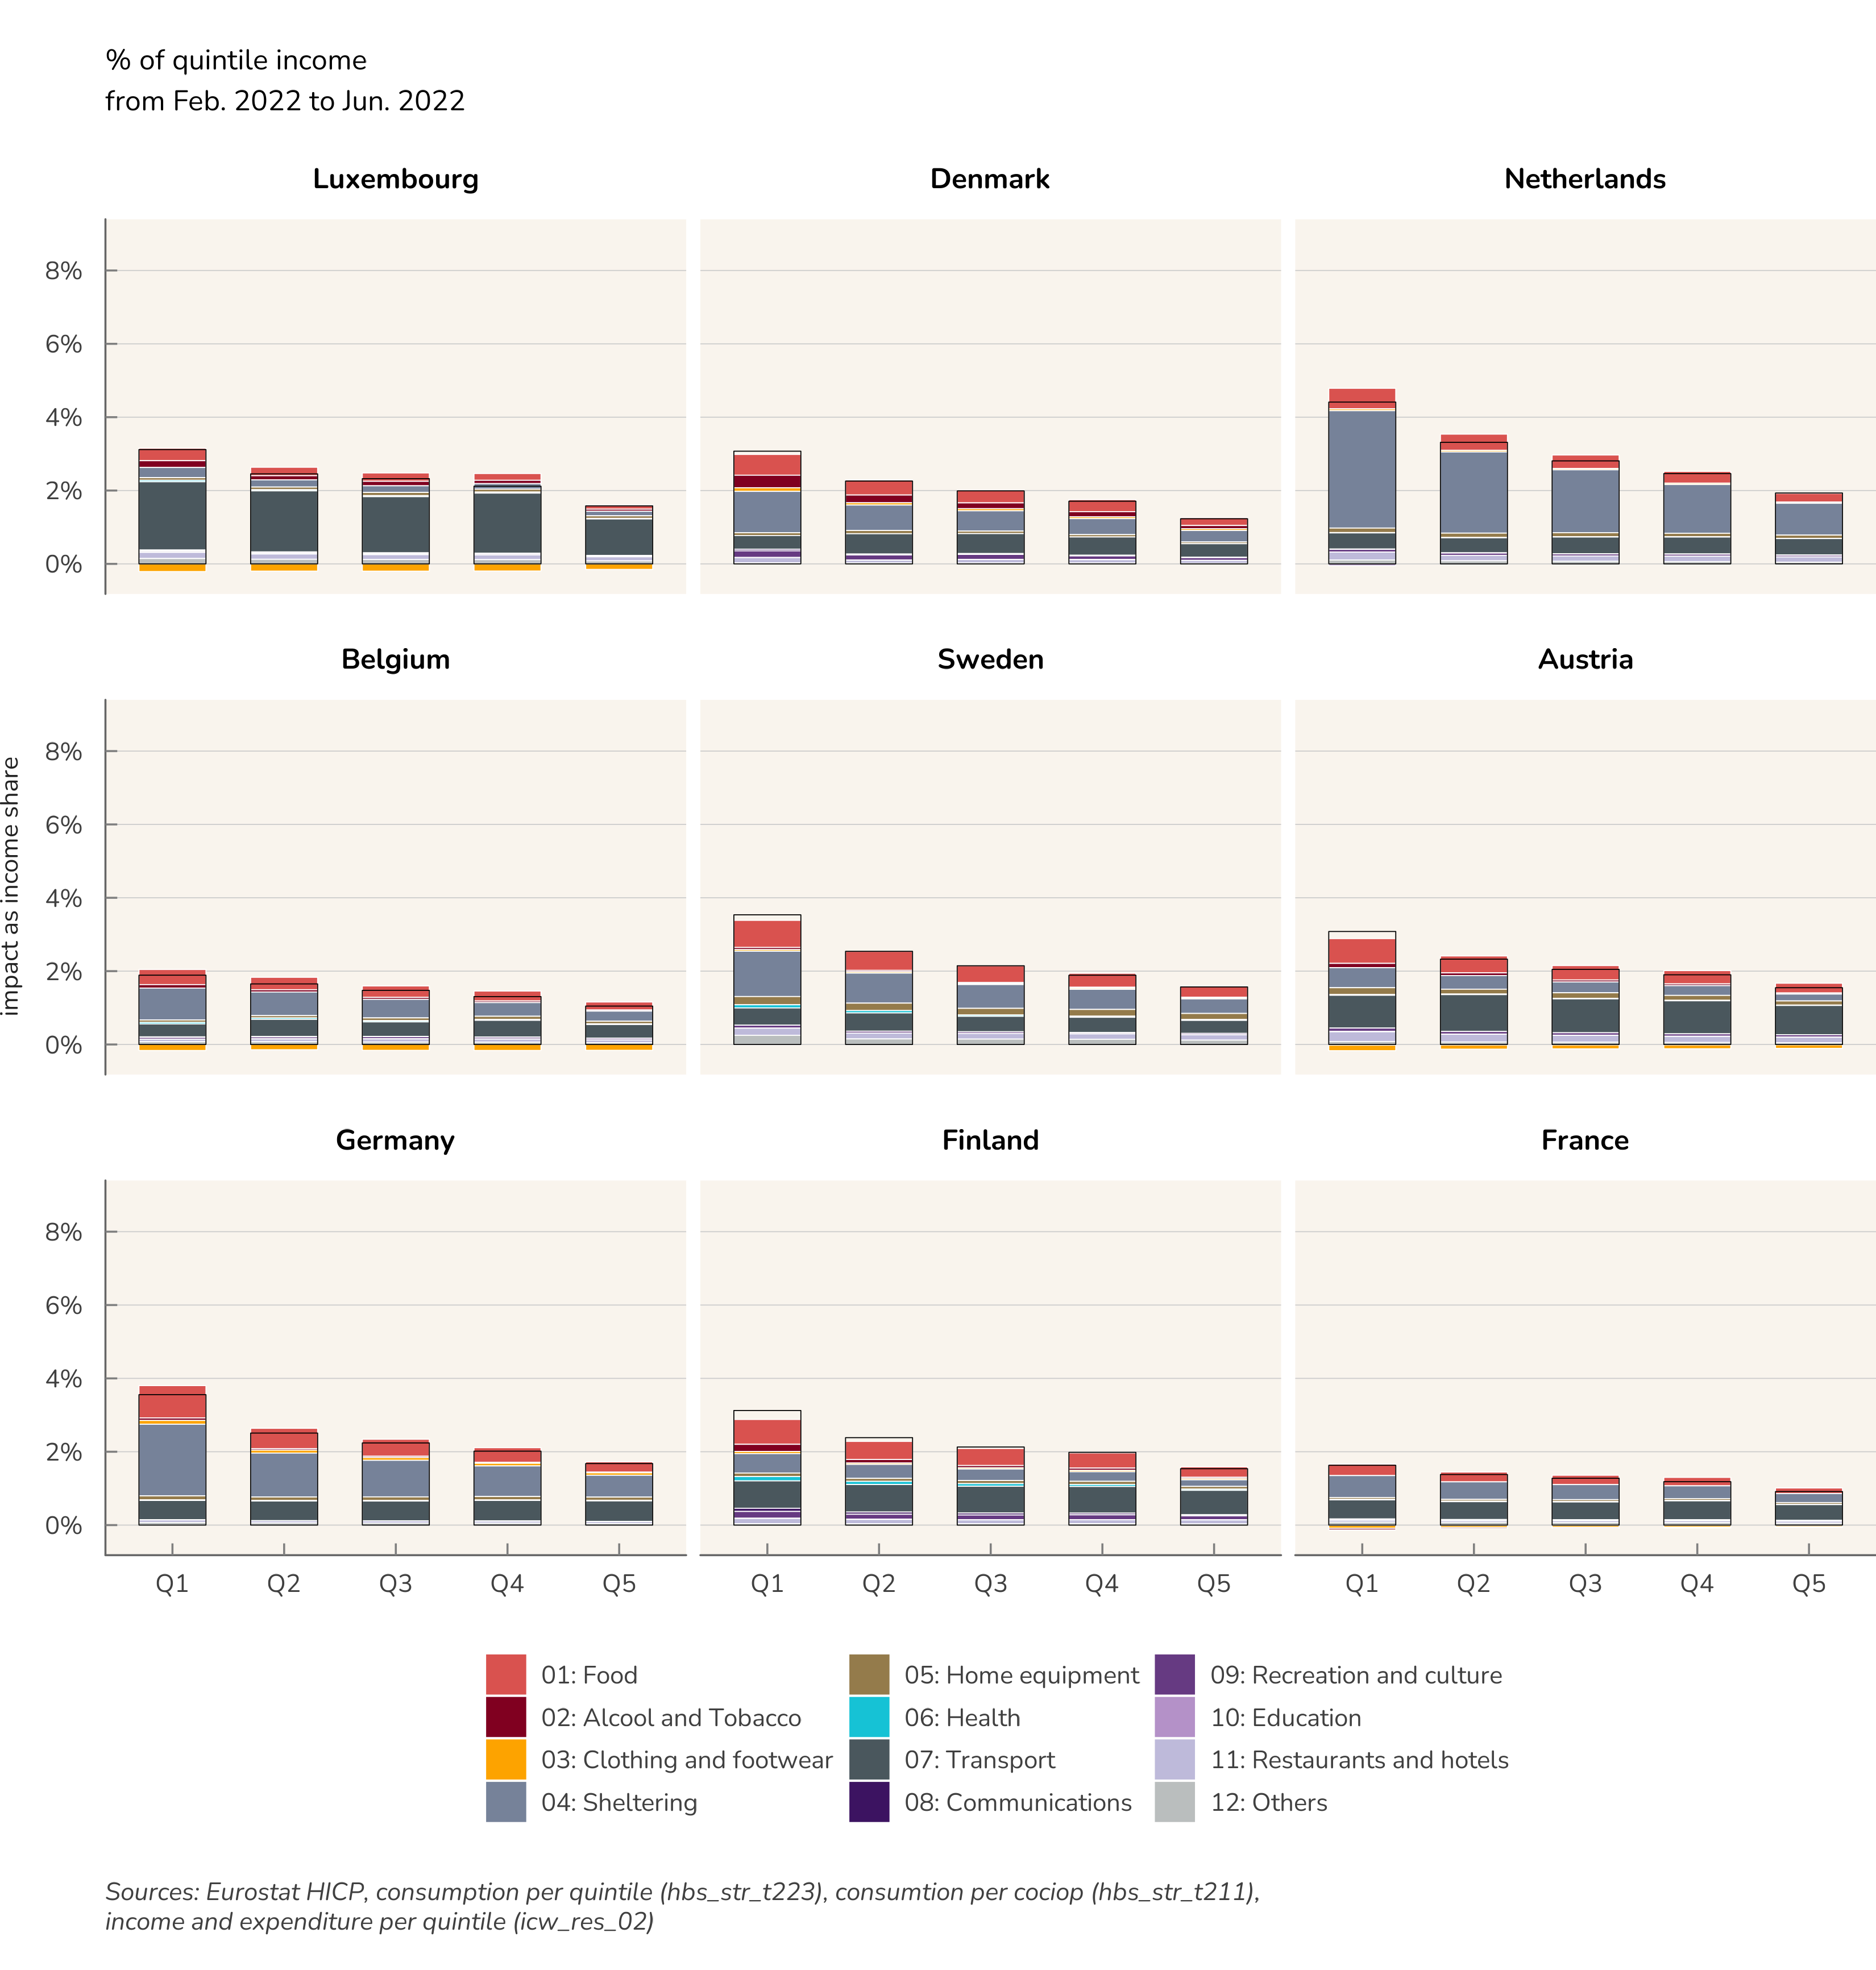 % of quintile income
from Feb. 2022 to Jun. 2022
Luxembourg
Denmark
Netherlands
8%
6%
4%
2%
0%
Belgium
Sweden
Austria
impact as income share
8%
6%
4%
2%
0%
Germany
Finland
France
8%
6%
4%
2%
0%
Q1 Q2 Q3 Q4 Q5
Q1 Q2 Q3 Q4 Q5
Q1 Q2 Q3 Q4 Q5
01: Food
02: Alcool and Tobacco
03: Clothing and footwear
04: Sheltering
05: Home equipment
06: Health
07: Transport
08: Communications
09: Recreation and culture
10: Education
11: Restaurants and hotels
12: Others
Sources: Eurostat HICP, consumption per quintile (hbs_str_t223), consumtion per cociop (hbs_str_t211),
income and expenditure per quintile (icw_res_02)